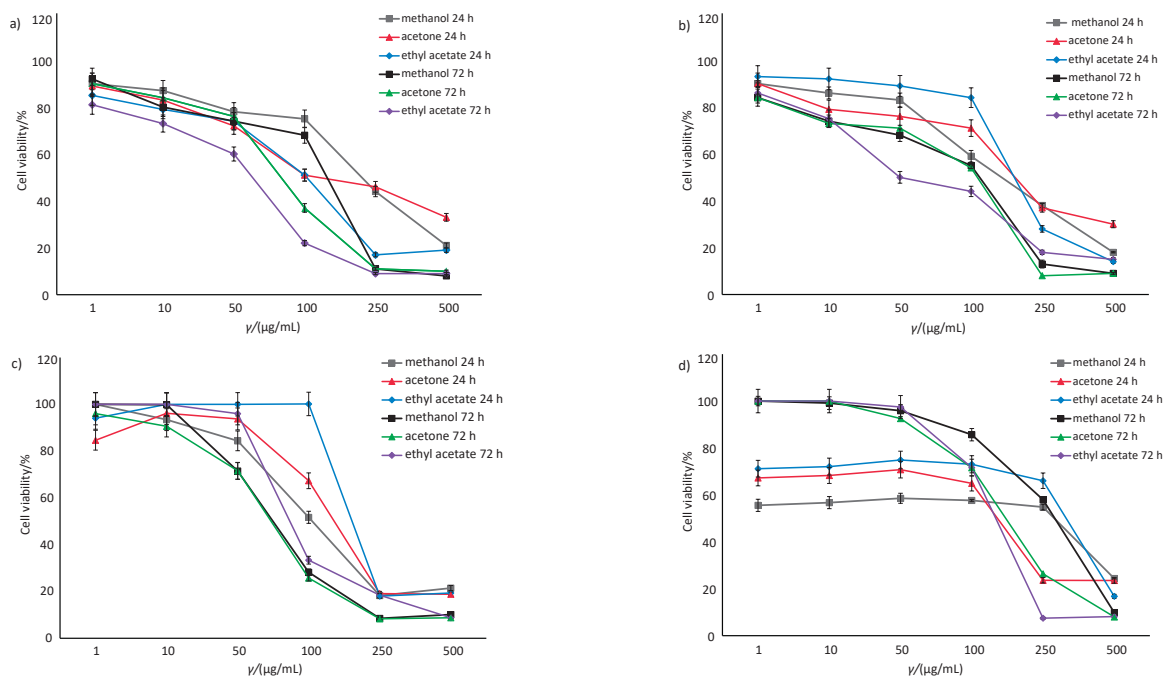 a)
120
100
80
60
40
20
0
Cell viability/%
1 10 50 100 250 500
γ/(µg/mL)
methanol 24 h
acetone 24 h
ethyl acetate 24 h
methanol 72 h
acetone 72 h
ethyl acetate 72 h
b)
120
100
80
60
40
20
0
Cell viability/%
1 10 50 100 250 500
γ/(µg/mL)
methanol 24 h
acetone 24 h
ethyl acetate 24 h
methanol 72 h
acetone 72 h
ethyl acetate 72 h
c)
120
100
80
60
40
20
0
Cell viability/%
1 10 50 100 250 500
γ/(µg/mL)
methanol 24 h
acetone 24 h
ethyl acetate 24 h
methanol 72 h
acetone 72 h
ethyl acetate 72 h
d)
120
100
80
60
40
20
0
Cell viability/%
1 10 50 100 250 500
γ/(µg/mL)
methanol 24 h
acetone 24 h
ethyl acetate 24 h
methanol 72 h
acetone 72 h
ethyl acetate 72 h